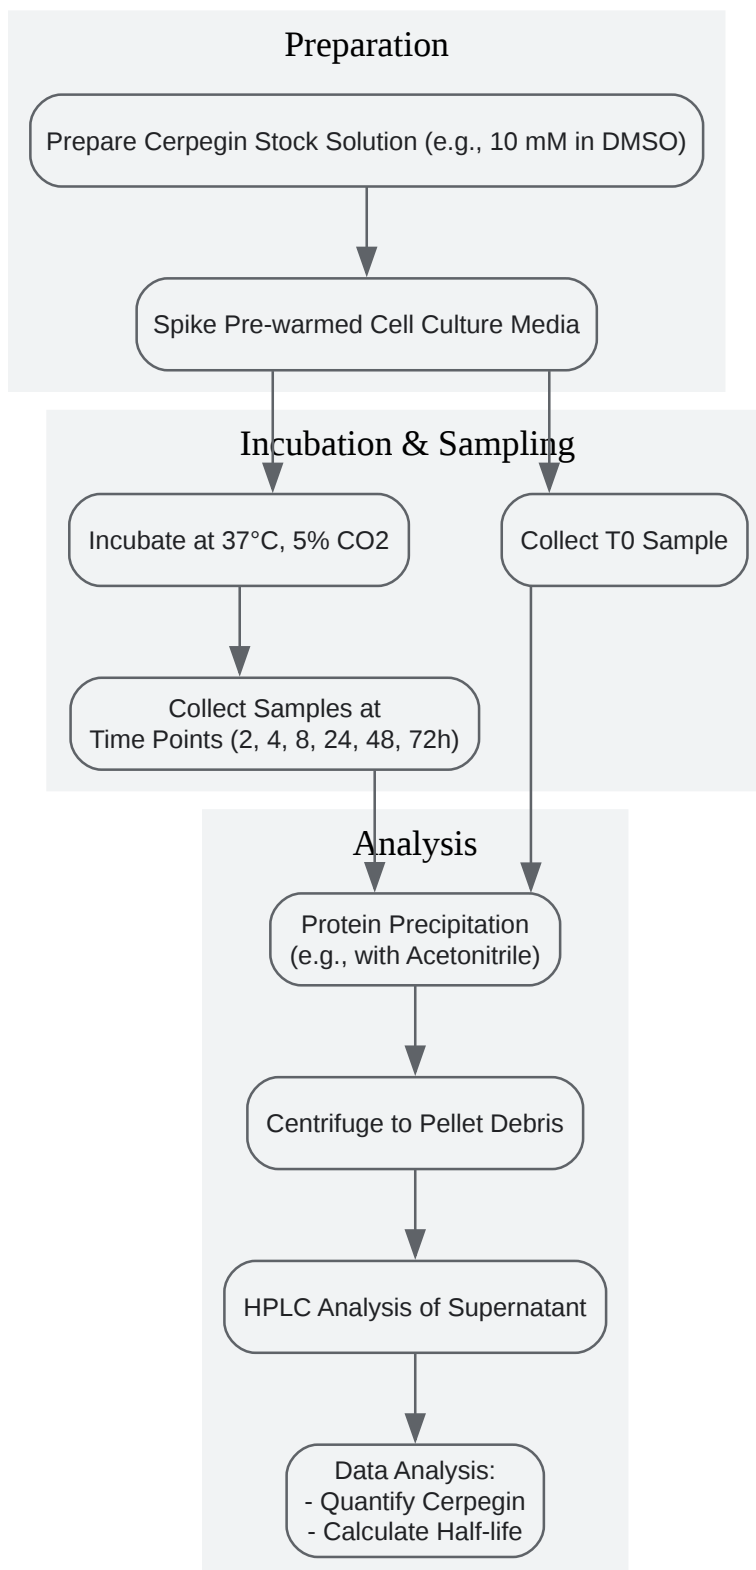 Preparation
Prepare Cerpegin Stock Solution (e.g., 10 mM in DMSO)
Spike Pre-warmed Cell Culture Media
Incubation & Sampling
Incubate at 37°C, 5% CO2
Collect T0 Sample
Collect Samples at
Time Points (2, 4, 8, 24, 48, 72h)
Analysis
Protein Precipitation
(e.g., with Acetonitrile)
Centrifuge to Pellet Debris
HPLC Analysis of Supernatant
Data Analysis:
- Quantify Cerpegin
- Calculate Half-life